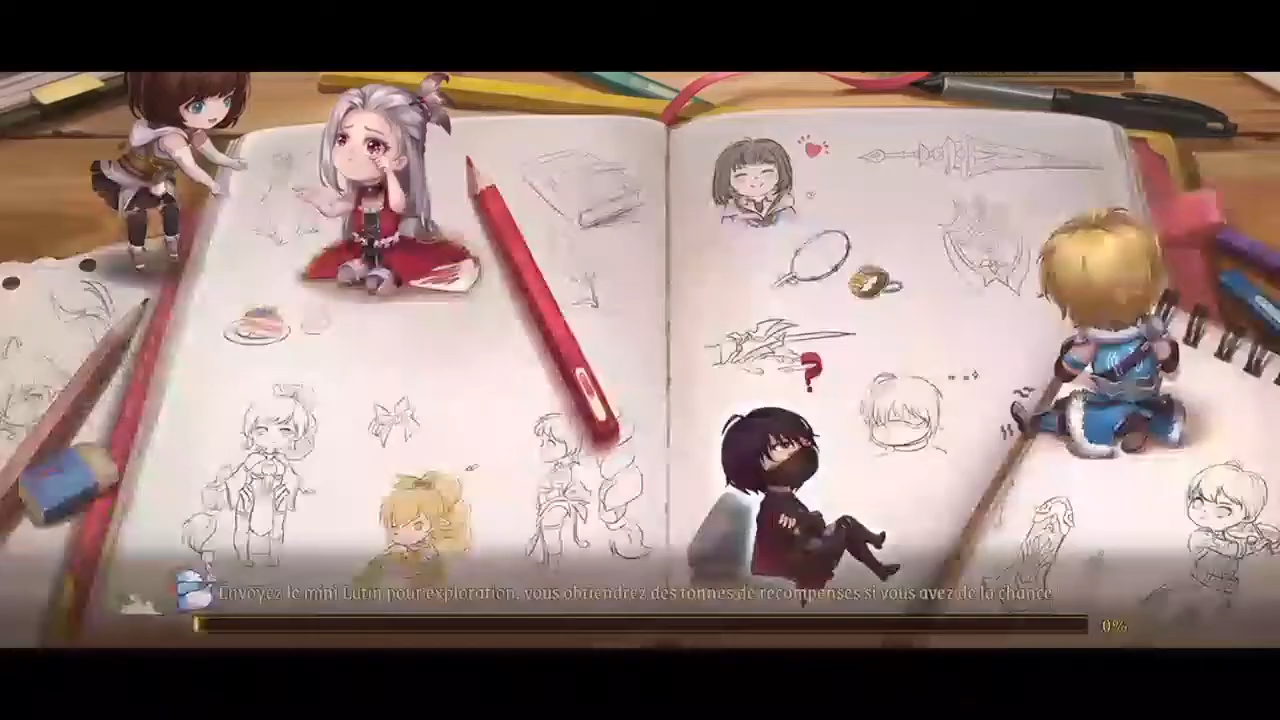 Envoyez le mini Lutin pour exploration, vous obtiendrez des tonnes de récompenses si vous avez de la chance
0%